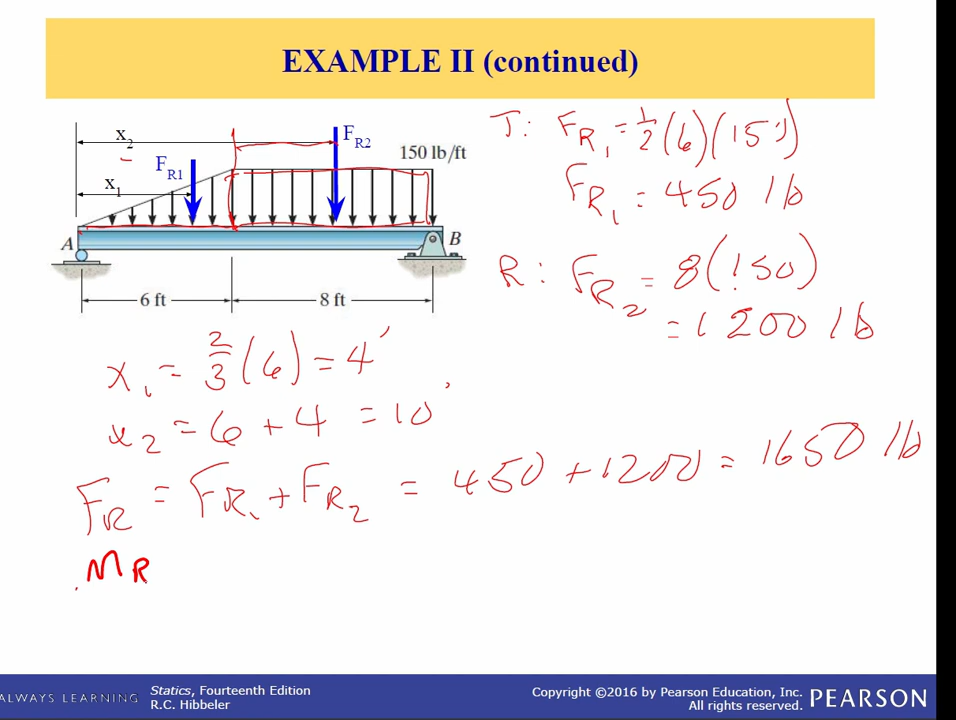 EXAMPLE II (continued)
x2
FR2
150 lb/ft
FR1
x1
A
B
6 ft
8 ft
T: FR1 = 1/2 (6)(150)
FR1 = 450 lb
R: FR2 = 8(150)
= 1200 lb
x1 = 2/3 (6) = 4'
x2 = 6 + 4 = 10'
FR = FR1 + FR2 = 450 + 1200 = 1650 lb
MR
ALWAYS LEARNING
Statics, Fourteenth Edition
R.C. Hibbeler
Copyright ©2016 by Pearson Education, Inc.
All rights reserved.
PEARSON